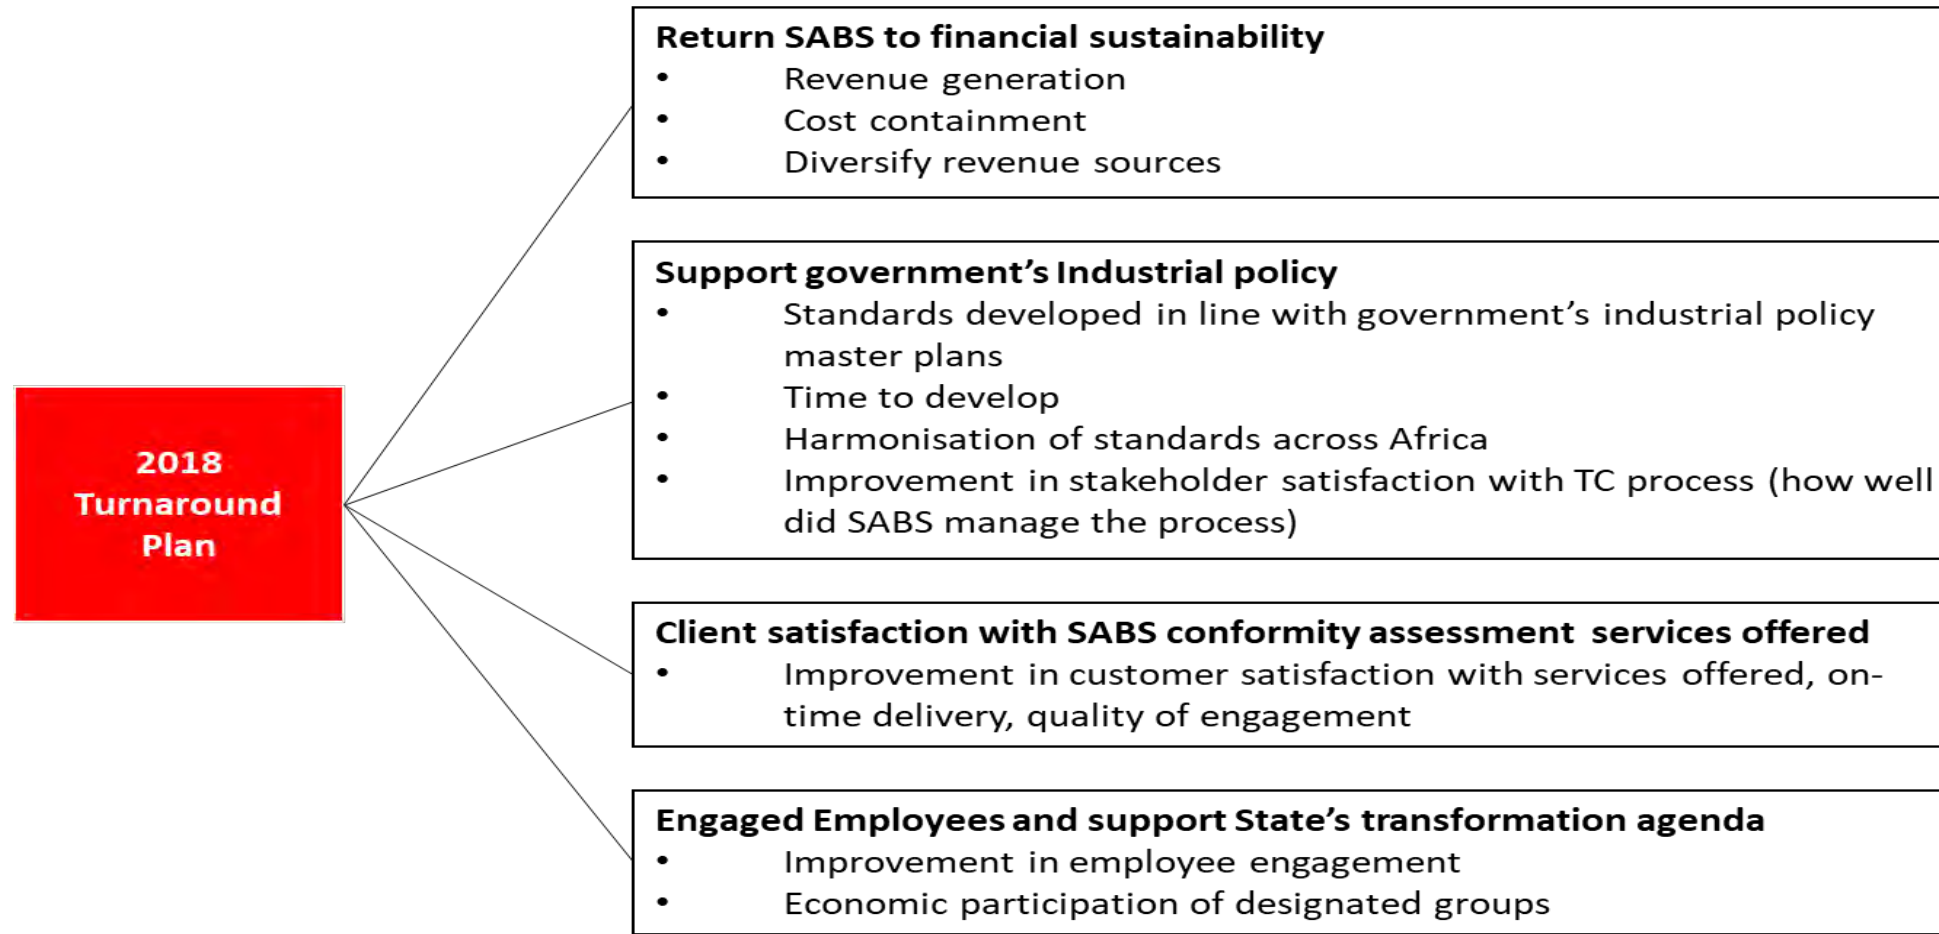 2018
Turnaround
Plan
Return SABS to financial sustainability
• Revenue generation
• Cost containment
• Diversify revenue sources
Support government’s Industrial policy
• Standards developed in line with government’s industrial policy
master plans
• Time to develop
• Harmonisation of standards across Africa
• Improvement in stakeholder satisfaction with TC process (how well
did SABS manage the process)
Client satisfaction with SABS conformity assessment services offered
• Improvement in customer satisfaction with services offered, on-
time delivery, quality of engagement
Engaged Employees and support State’s transformation agenda
• Improvement in employee engagement
• Economic participation of designated groups